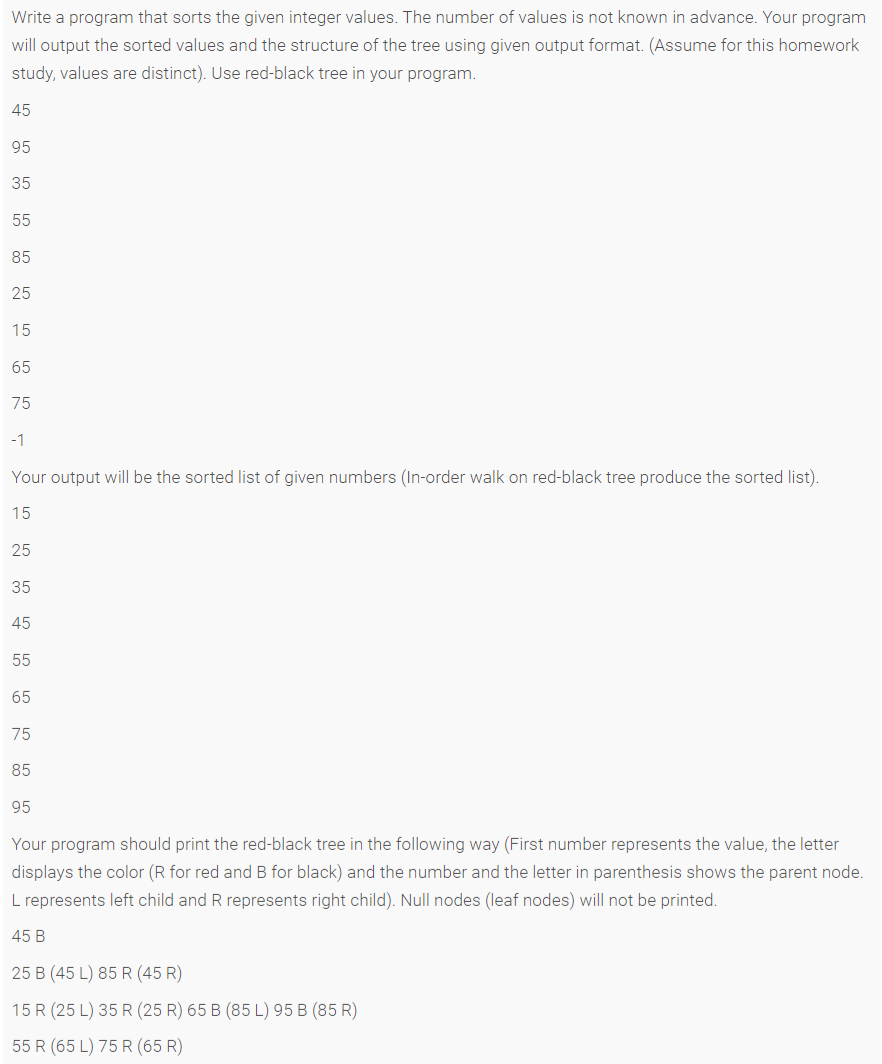 Write a program that sorts the given integer values. The number of values is not known in advance. Your program
will output the sorted values and the structure of the tree using given output format. (Assume for this homework
study, values are distinct). Use red-black tree in your program.
45
95
35
55
85
25
15
65
75
-1
Your output will be the sorted list of given numbers (In-order walk on red-black tree produce the sorted list).
15
25
35
45
55
65
75
85
95
Your program should print the red-black tree in the following way (First number represents the value, the letter
displays the color (R for red and B for black) and the number and the letter in parenthesis shows the parent node.
L represents left child and R represents right child). Null nodes (leaf nodes) will not be printed.
45 B
25 B (45 L) 85 R (45 R)
15 R (25 L) 35 R (25 R) 65 B (85 L) 95 B (85 R)
55 R (65 L) 75 R (65 R)